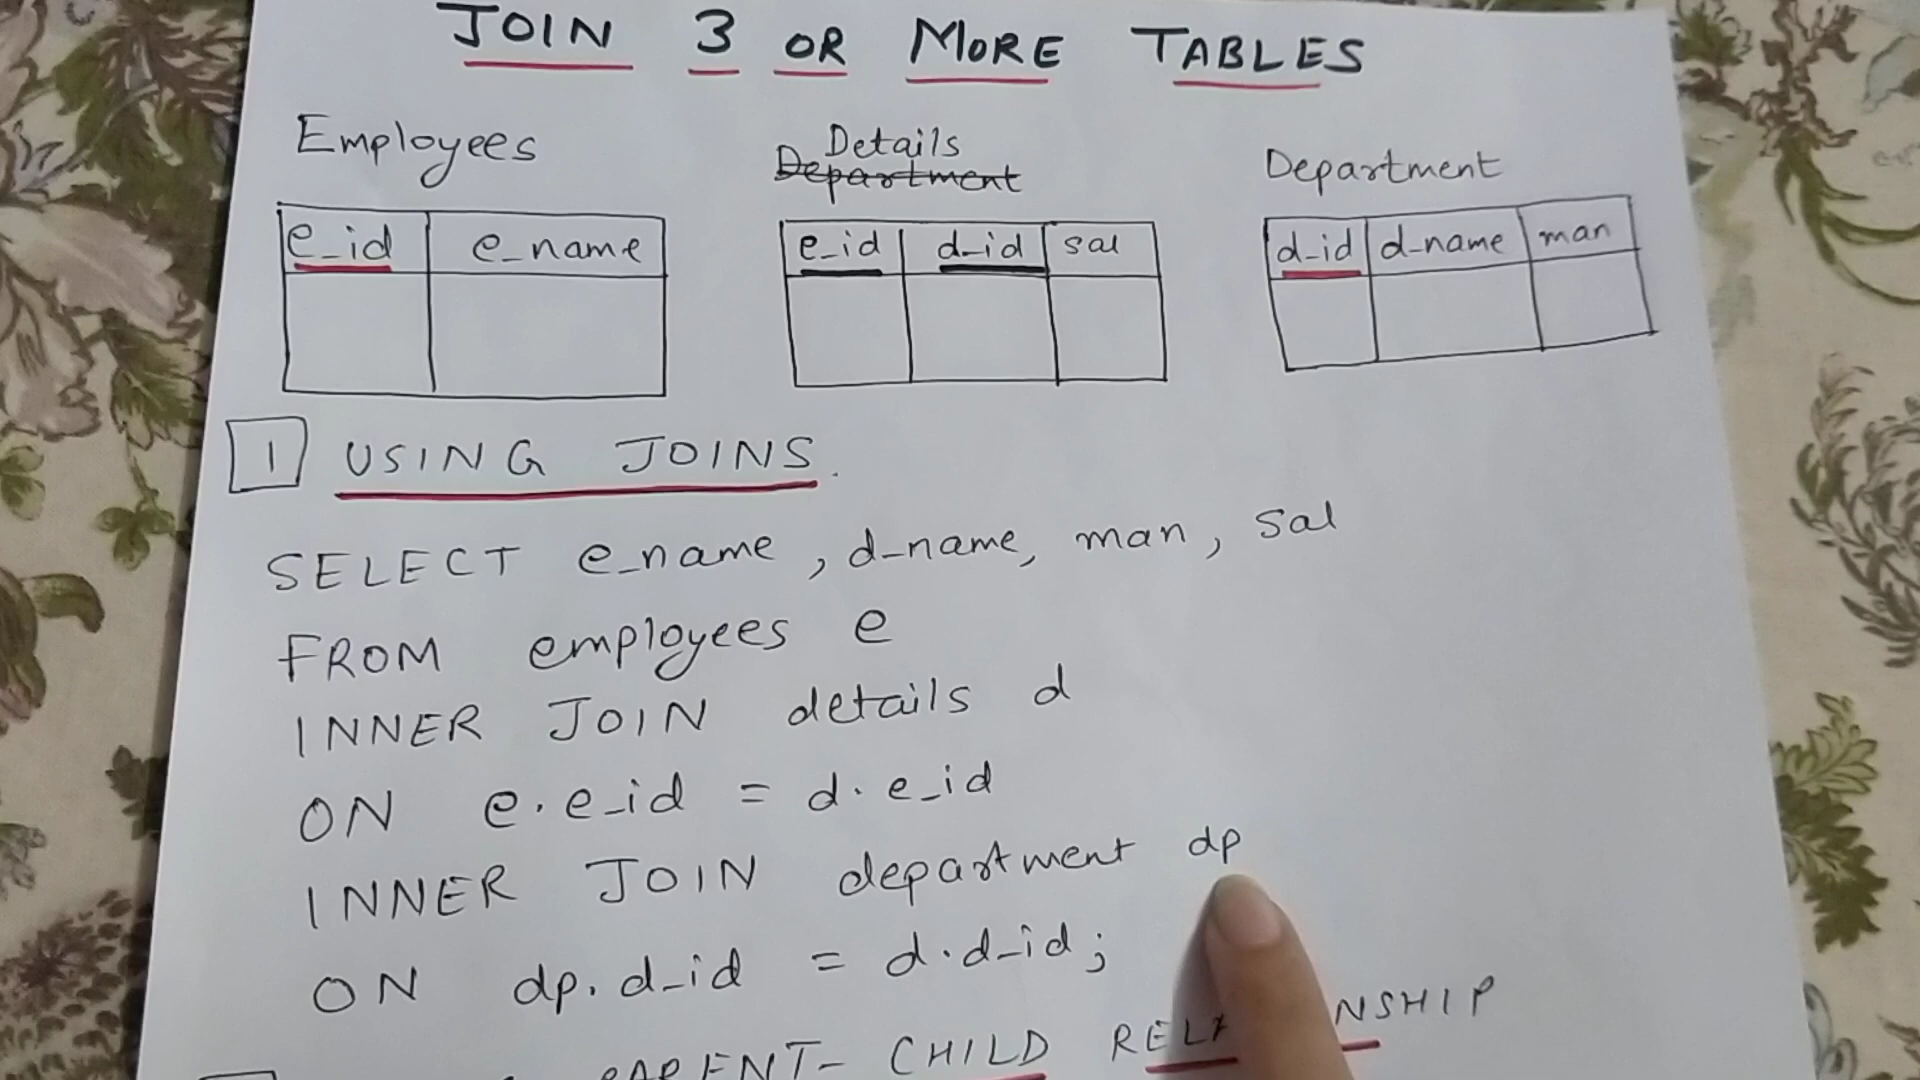 JOIN 3 OR MORE TABLES
Employees
e_id e_name
Details
Department
e_id d_id sal
Department
d_id d_name man
1 USING JOINS.
SELECT e_name, d_name, man, sal
FROM employees e
INNER JOIN details d
ON e.e_id = d.e_id
INNER JOIN department dp
ON dp.d_id = d.d_id;
PARENT- CHILD